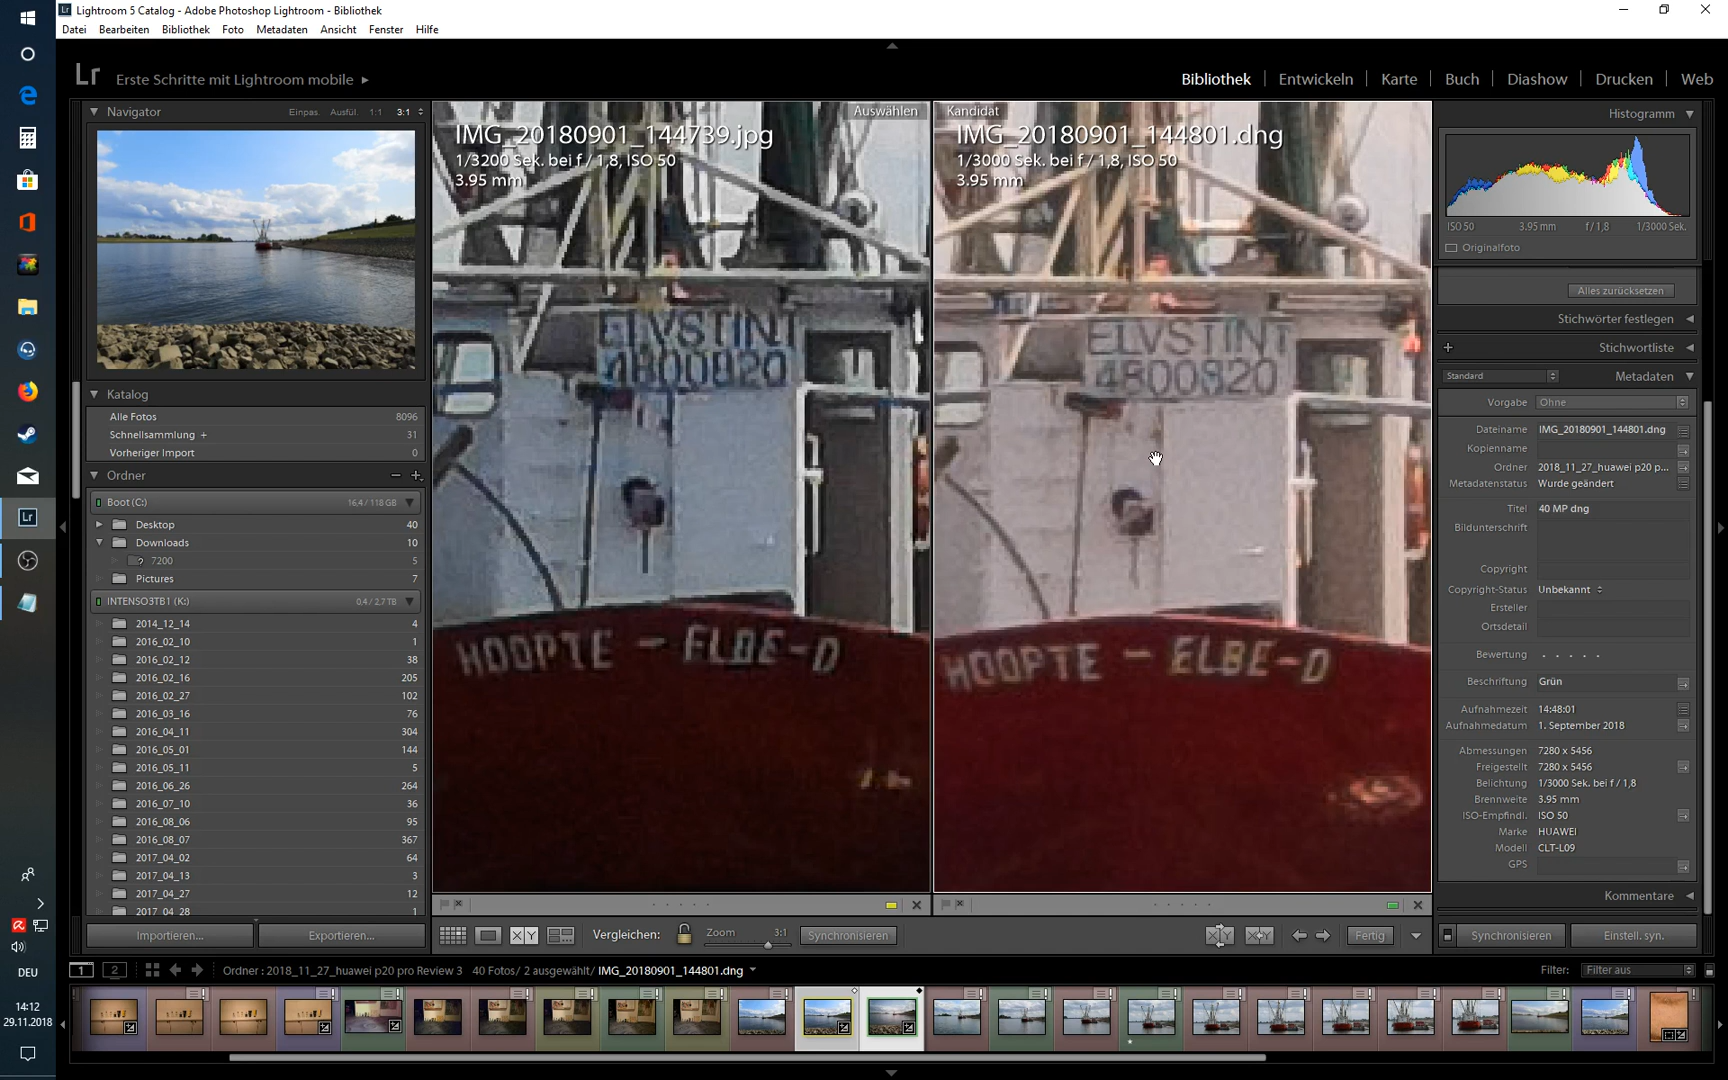 Lr Lightroom 5 Catalog - Adobe Photoshop Lightroom - Bibliothek
Datei Bearbeiten Bibliothek Foto Metadaten Ansicht Fenster Hilfe
Lr Erste Schritte mit Lightroom mobile
Bibliothek Entwickeln Karte Buch Diashow Drucken Web
Navigator Einpas. Ausfül. 1:1 3:1
Katalog
Alle Fotos 8096
Schnellsammlung + 31
Vorheriger Import 0
Ordner
Boot (C:) 16,4 / 118 GB
Desktop 40
Downloads 10
7200 5
Pictures 7
INTENSO3TB1 (K:) 0,4 / 2,7 TB
2014_12_14 4
2016_02_10 1
2016_02_12 38
2016_02_16 205
2016_02_27 102
2016_03_16 76
2016_04_11 304
2016_05_01 144
2016_05_11 5
2016_06_26 264
2016_07_10 36
2016_08_06 95
2016_08_07 367
2017_04_02 64
2017_04_13 3
2017_04_27 12
2017_04_28 1
Importieren... Exportieren...
Auswählen
IMG_20180901_144739.jpg
1/3200 Sek. bei f / 1,8, ISO 50
3.95 mm
ELVSTINT
4800820
HOOPTE - ELBE-D
Kandidat
IMG_20180901_144801.dng
1/3000 Sek. bei f / 1,8, ISO 50
3.95 mm
ELVSTINT
4800820
HOOPTE - ELBE-D
Histogramm
ISO 50 3.95 mm f / 1,8 1/3000 Sek.
Originalfoto
Alles zurücksetzen
Stichwörter festlegen
Stichwortliste
Standard Metadaten
Vorgabe Ohne
Dateiname IMG_20180901_144801.dng
Kopienname
Ordner 2018_11_27_huawei p20 p...
Metadatenstatus Wurde geändert
Titel 40 MP dng
Bildunterschrift
Copyright
Copyright-Status Unbekannt
Ersteller
Ortsdetail
Bewertung
Beschriftung Grün
Aufnahmezeit 14:48:01
Aufnahmedatum 1. September 2018
Abmessungen 7280 x 5456
Freigestellt 7280 x 5456
Belichtung 1/3000 Sek. bei f / 1,8
Brennweite 3.95 mm
ISO-Empfindl. ISO 50
Marke HUAWEI
Modell CLT-L09
GPS
Kommentare
Synchronisieren Einstell. syn.
XY Vergleichen: Zoom 3:1 Synchronisieren XY XY Fertig
1 2 Ordner : 2018_11_27_huawei p20 pro Review 3 40 Fotos/ 2 ausgewählt/ IMG_20180901_144801.dng Filter: Filter aus
DEU
14:12
29.11.2018